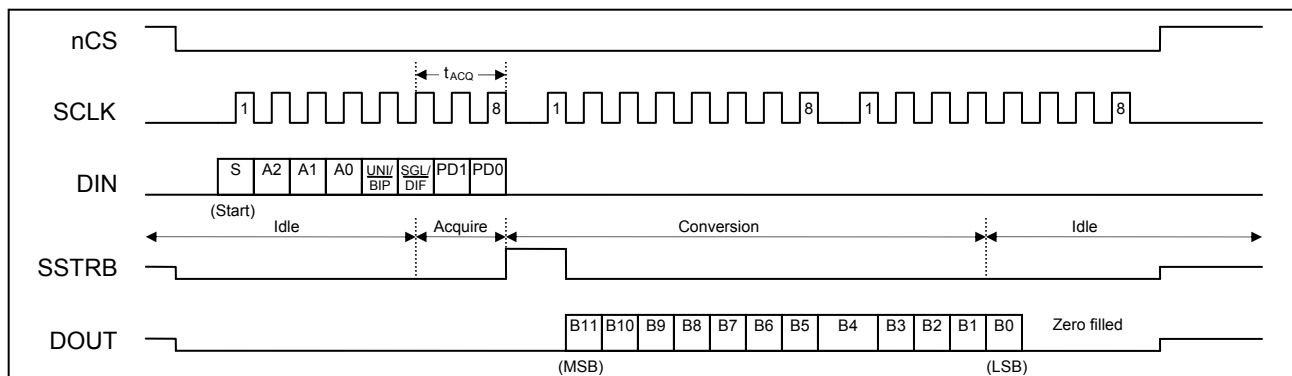 nCS
tACQ
SCLK
1 8 1 8 1 8
DIN
S A2 A1 A0 UNI/BIP SGL/DIF PD1 PD0
(Start)
Idle Acquire Conversion Idle
SSTRB
DOUT
B11 B10 B9 B8 B7 B6 B5 B4 B3 B2 B1 B0 Zero filled
(MSB) (LSB)